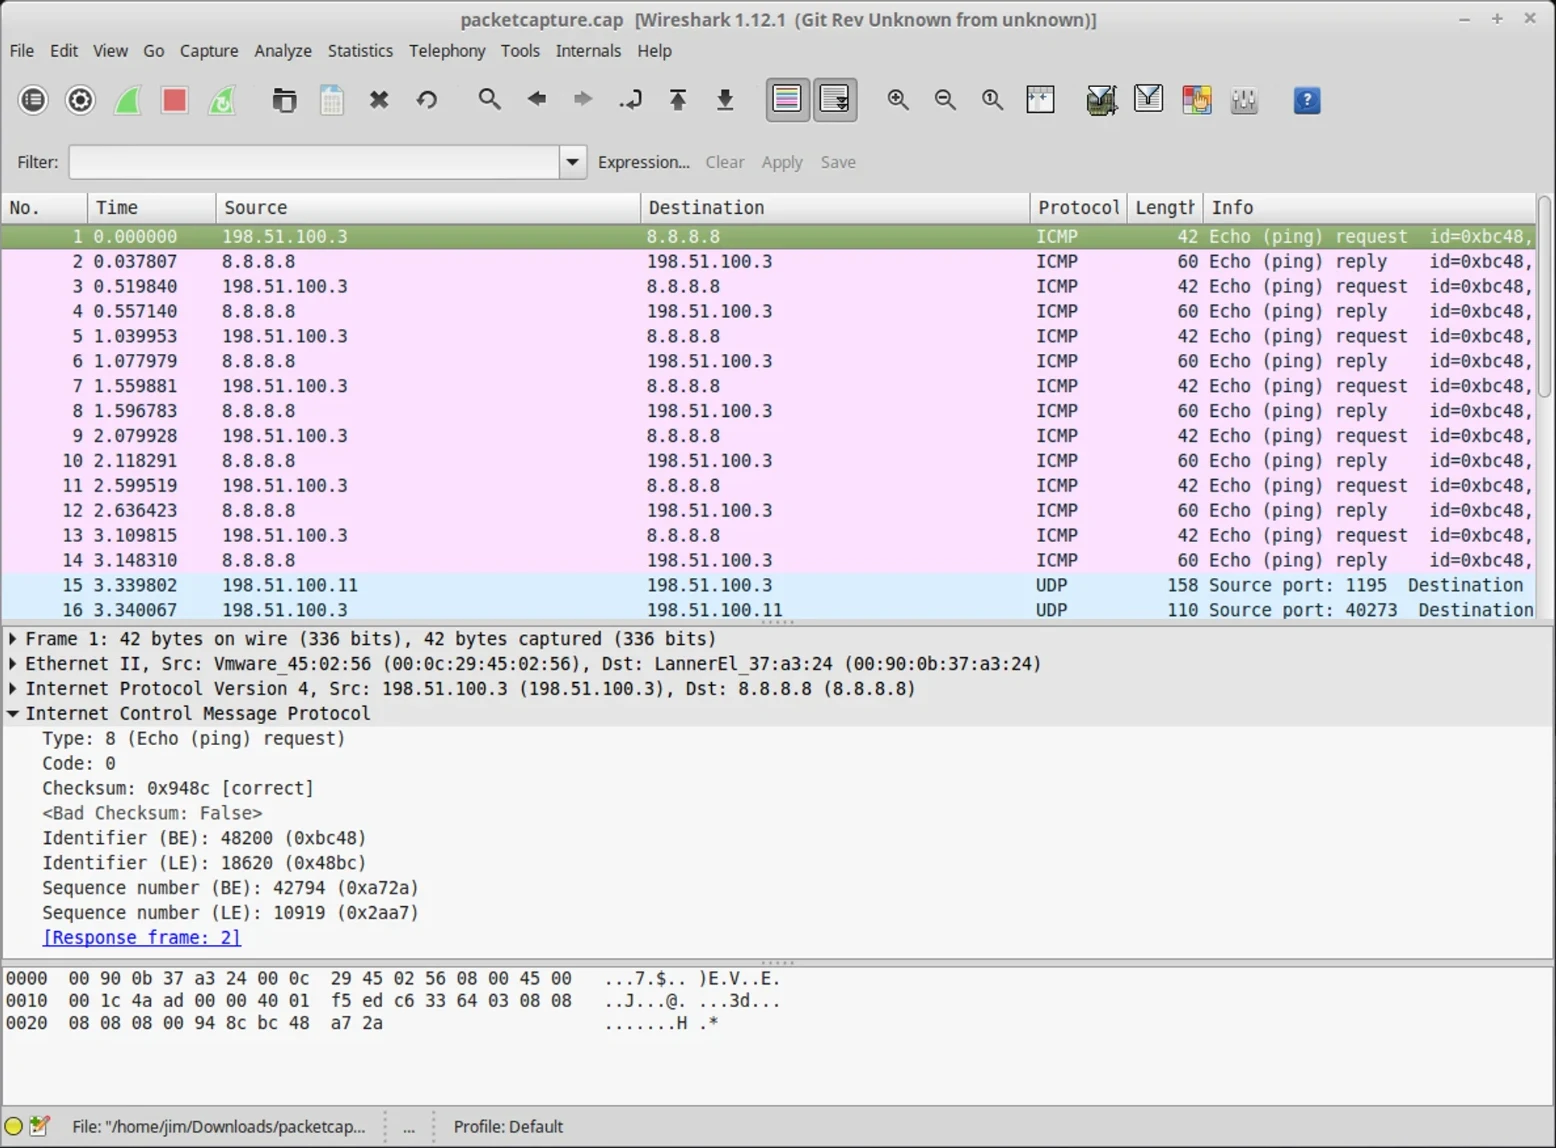 packetcapture.cap   [Wireshark 1.12.1  (Git Rev Unknown from unknown)]
File Edit View Go Capture Analyze Statistics Telephony Tools Internals Help
Filter: Expression... Clear Apply Save
No. Time Source Destination Protocol Length Info
1 0.000000 198.51.100.3 8.8.8.8 ICMP 42 Echo (ping) request id=0xbc48,
2 0.037807 8.8.8.8 198.51.100.3 ICMP 60 Echo (ping) reply id=0xbc48,
3 0.519840 198.51.100.3 8.8.8.8 ICMP 42 Echo (ping) request id=0xbc48,
4 0.557140 8.8.8.8 198.51.100.3 ICMP 60 Echo (ping) reply id=0xbc48,
5 1.039953 198.51.100.3 8.8.8.8 ICMP 42 Echo (ping) request id=0xbc48,
6 1.077979 8.8.8.8 198.51.100.3 ICMP 60 Echo (ping) reply id=0xbc48,
7 1.559881 198.51.100.3 8.8.8.8 ICMP 42 Echo (ping) request id=0xbc48,
8 1.596783 8.8.8.8 198.51.100.3 ICMP 60 Echo (ping) reply id=0xbc48,
9 2.079928 198.51.100.3 8.8.8.8 ICMP 42 Echo (ping) request id=0xbc48,
10 2.118291 8.8.8.8 198.51.100.3 ICMP 60 Echo (ping) reply id=0xbc48,
11 2.599519 198.51.100.3 8.8.8.8 ICMP 42 Echo (ping) request id=0xbc48,
12 2.636423 8.8.8.8 198.51.100.3 ICMP 60 Echo (ping) reply id=0xbc48,
13 3.109815 198.51.100.3 8.8.8.8 ICMP 42 Echo (ping) request id=0xbc48,
14 3.148310 8.8.8.8 198.51.100.3 ICMP 60 Echo (ping) reply id=0xbc48,
15 3.339802 198.51.100.11 198.51.100.3 UDP 158 Source port: 1195 Destination
16 3.340067 198.51.100.3 198.51.100.11 UDP 110 Source port: 40273 Destination
Frame 1: 42 bytes on wire (336 bits), 42 bytes captured (336 bits)
Ethernet II, Src: Vmware_45:02:56 (00:0c:29:45:02:56), Dst: LannerEl_37:a3:24 (00:90:0b:37:a3:24)
Internet Protocol Version 4, Src: 198.51.100.3 (198.51.100.3), Dst: 8.8.8.8 (8.8.8.8)
Internet Control Message Protocol
Type: 8 (Echo (ping) request)
Code: 0
Checksum: 0x948c [correct]
<Bad Checksum: False>
Identifier (BE): 48200 (0xbc48)
Identifier (LE): 18620 (0x48bc)
Sequence number (BE): 42794 (0xa72a)
Sequence number (LE): 10919 (0x2aa7)
[Response frame: 2]
0000  00 90 0b 37 a3 24 00 0c  29 45 02 56 08 00 45 00   ...7.$.. )E.V..E.
0010  00 1c 4a ad 00 00 40 01  f5 ed c6 33 64 03 08 08   ..J...@. ...3d...
0020  08 08 08 00 94 8c bc 48  a7 2a   .......H .*
File: "/home/jim/Downloads/packetcap... ... Profile: Default